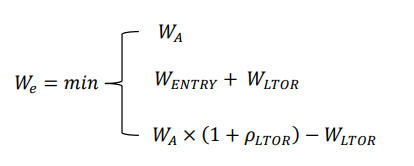 W_A
W_e = min { W_ENTRY + W_LTOR
W_A × (1 + ρ_LTOR) − W_LTOR